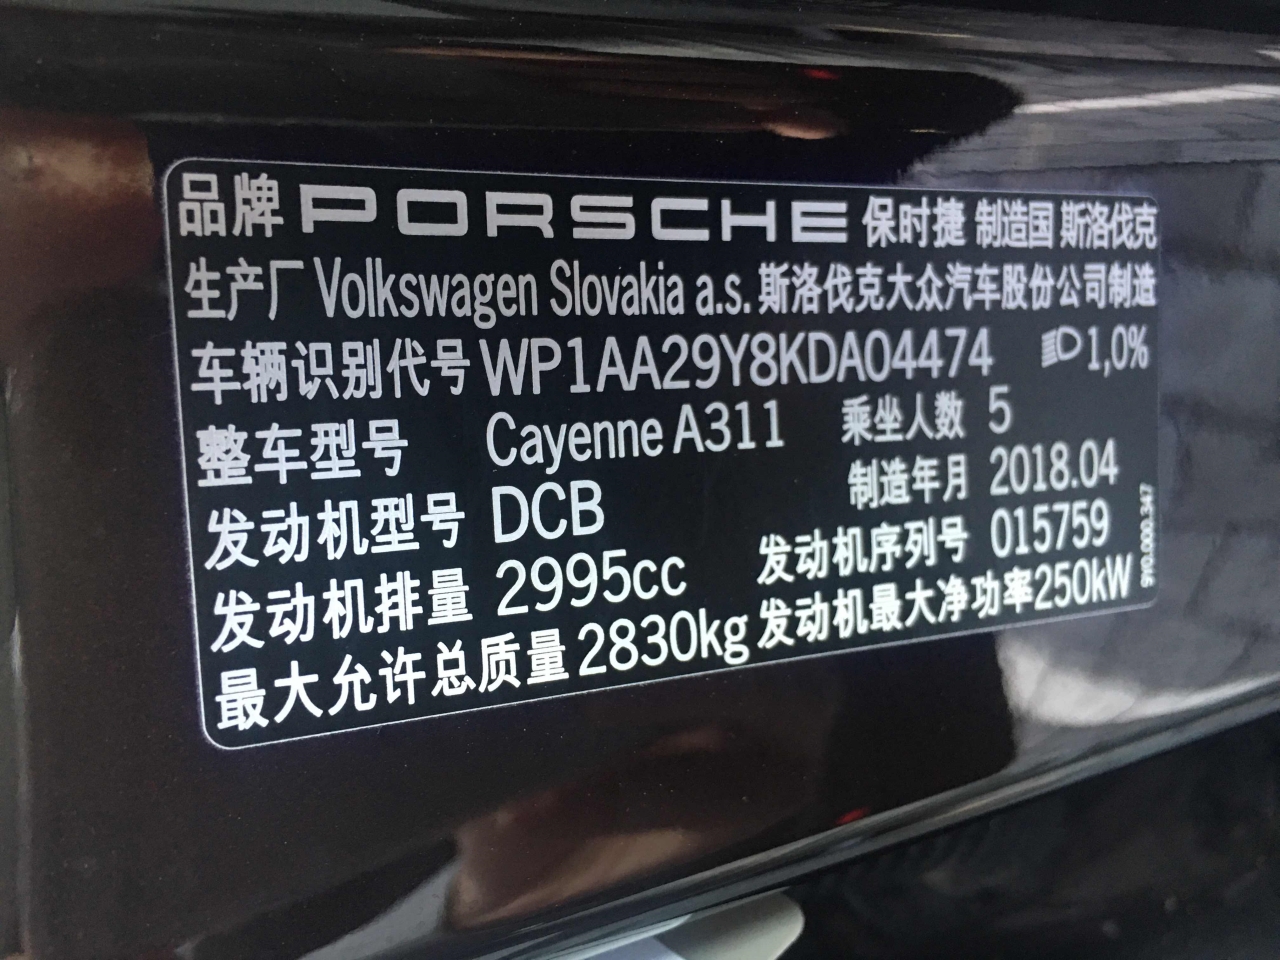 品牌 PORSCHE 保时捷 制造国 斯洛伐克
生产厂 Volkswagen Slovakia a.s. 斯洛伐克大众汽车股份公司制造
车辆识别代号 WP1AA29Y8KDA04474 1,0%
整车型号 Cayenne A311 乘坐人数 5
发动机型号 DCB 制造年月 2018.04
发动机排量 2995cc 发动机序列号 015759
最大允许总质量 2830kg 发动机最大净功率 250kW
9Y0.000.347